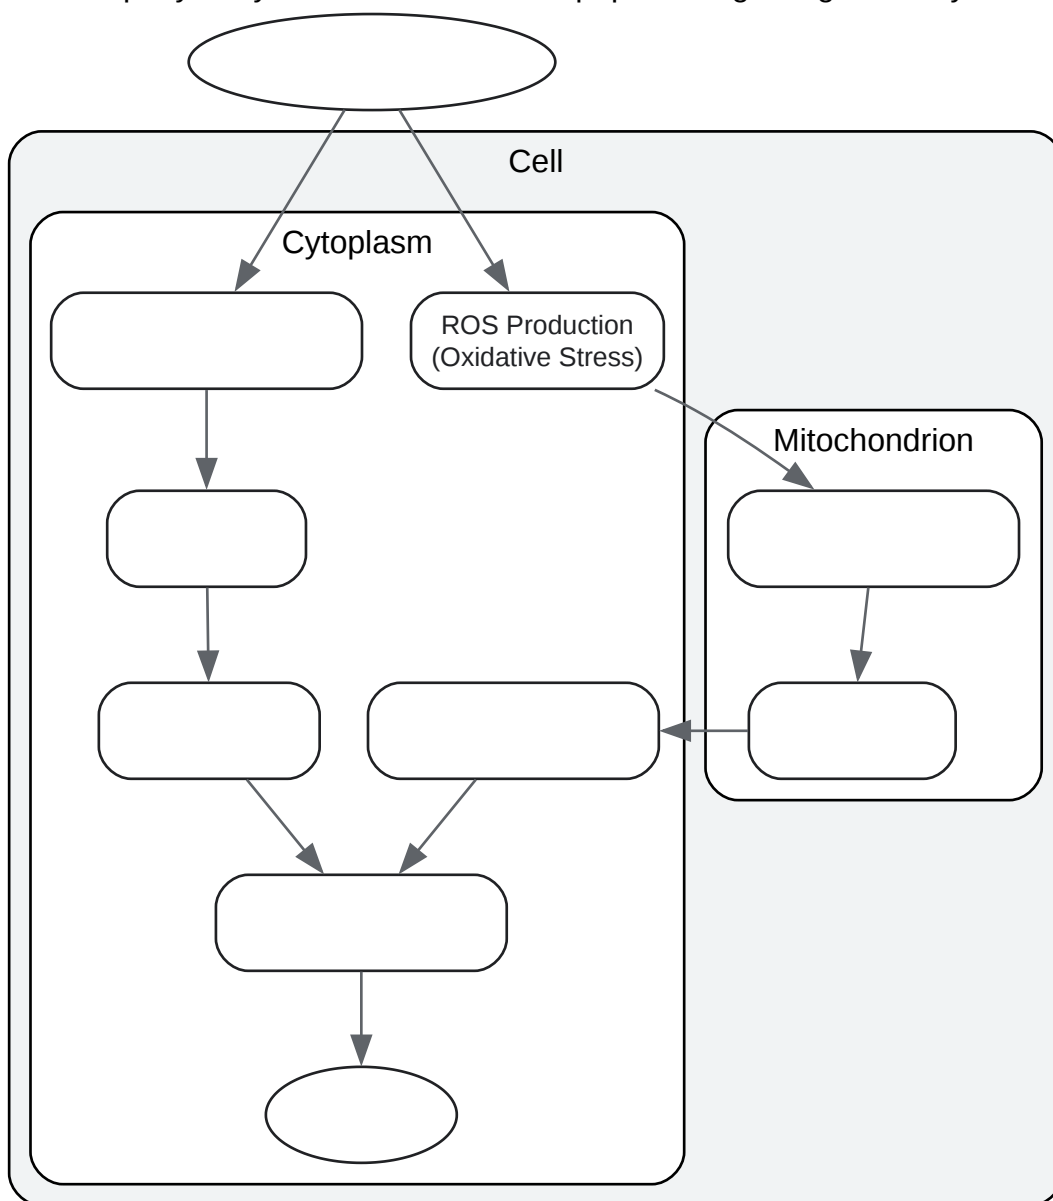 Cell
Cytoplasm
ROS Production
(Oxidative Stress)
Mitochondrion